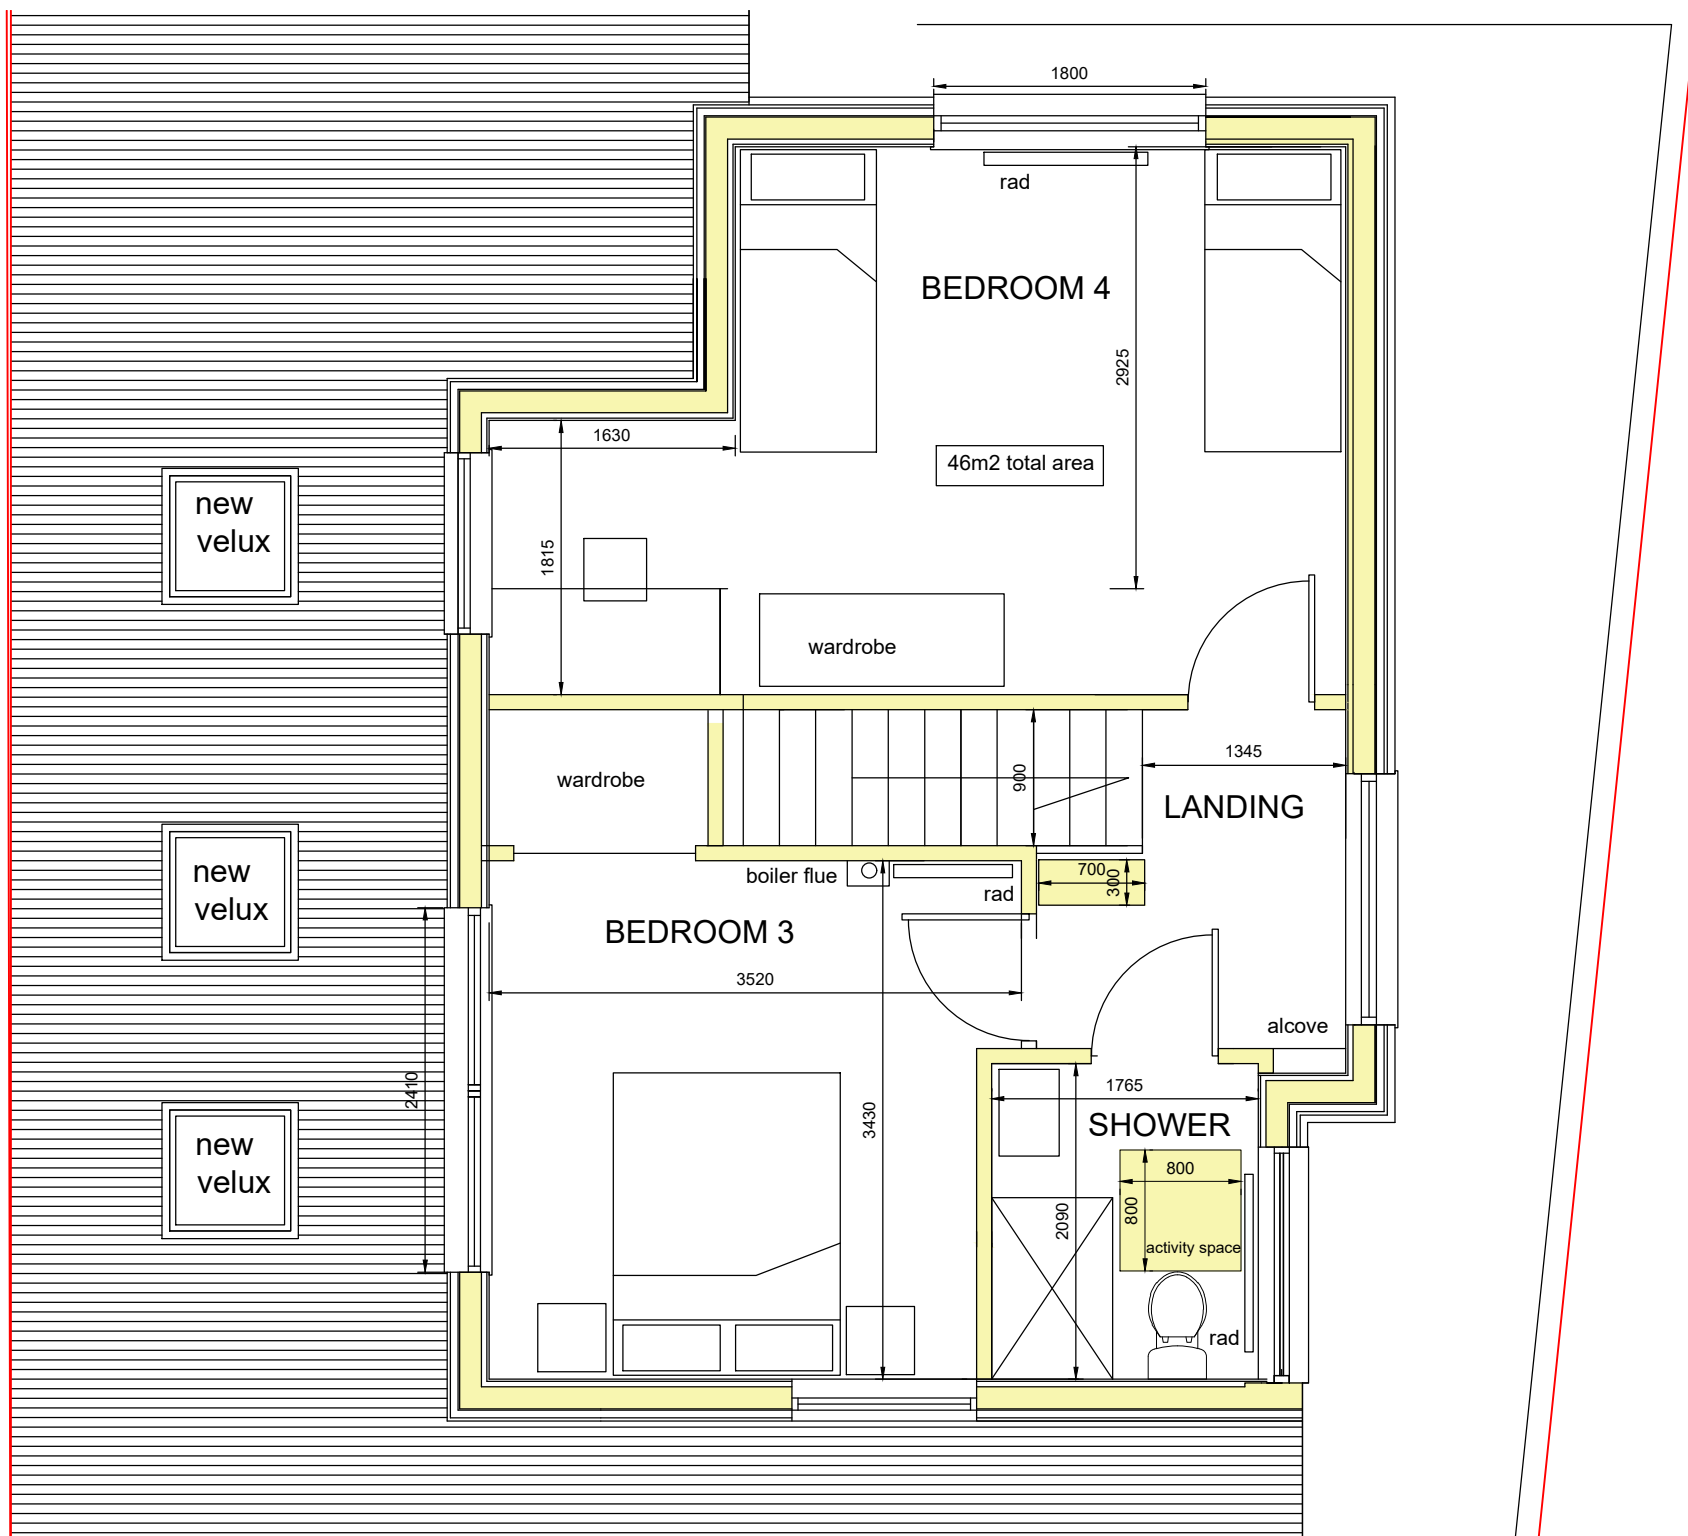 1800
rad
BEDROOM 4
2925
1630
46m2 total area
new
velux
1815
wardrobe
1345
wardrobe
900
LANDING
new
velux
boiler flue
rad
700
300
BEDROOM 3
3520
alcove
2410
3430
1765
SHOWER
new
velux
800
800
2090
activity space
rad